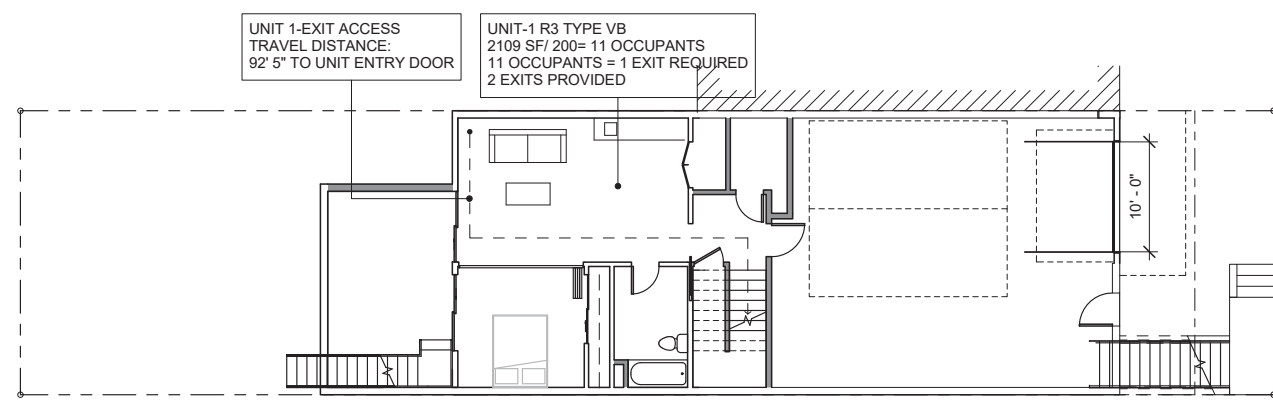 UNIT 1-EXIT ACCESS
TRAVEL DISTANCE:
92' 5" TO UNIT ENTRY DOOR
UNIT-1 R3 TYPE VB
2109 SF/ 200= 11 OCCUPANTS
11 OCCUPANTS = 1 EXIT REQUIRED
2 EXITS PROVIDED
10' - 0"